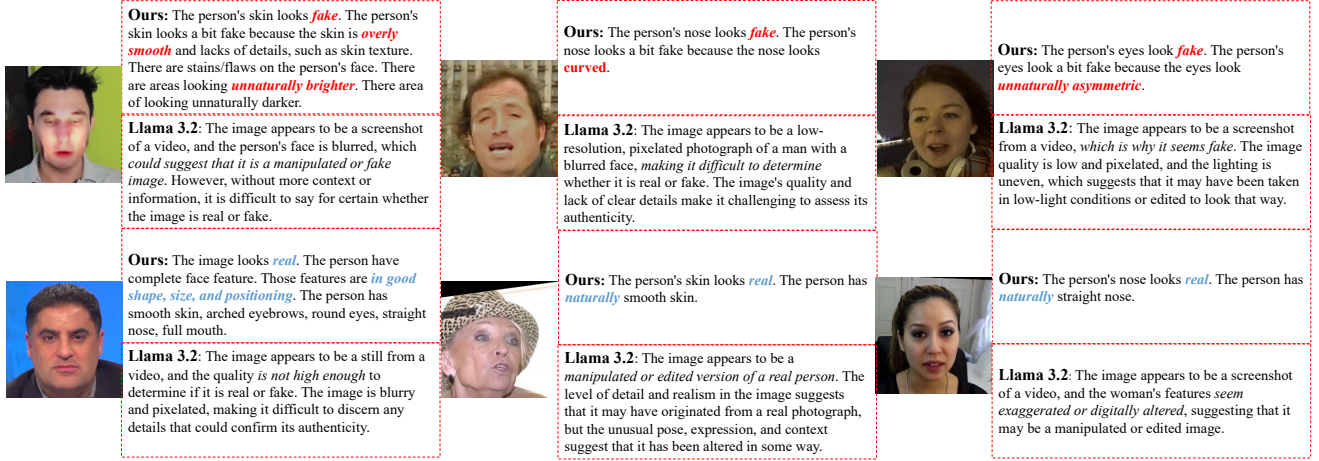 Ours: The person's skin looks fake. The person's
skin looks a bit fake because the skin is overly
smooth and lacks of details, such as skin texture.
There are stains/flaws on the person's face. There
are areas looking unnaturally brighter. There area
of looking unnaturally darker.
Llama 3.2: The image appears to be a screenshot
of a video, and the person's face is blurred, which
could suggest that it is a manipulated or fake
image. However, without more context or
information, it is difficult to say for certain whether
the image is real or fake.
Ours: The person's nose looks fake. The person's
nose looks a bit fake because the nose looks
curved.
Llama 3.2: The image appears to be a low-
resolution, pixelated photograph of a man with a
blurred face, making it difficult to determine
whether it is real or fake. The image's quality and
lack of clear details make it challenging to assess its
authenticity.
Ours: The person's eyes look fake. The person's
eyes look a bit fake because the eyes look
unnaturally asymmetric.
Llama 3.2: The image appears to be a screenshot
from a video, which is why it seems fake. The image
quality is low and pixelated, and the lighting is
uneven, which suggests that it may have been taken
in low-light conditions or edited to look that way.
Ours: The image looks real. The person have
complete face feature. Those features are in good
shape, size, and positioning. The person has
smooth skin, arched eyebrows, round eyes, straight
nose, full mouth.
Llama 3.2: The image appears to be a still from a
video, and the quality is not high enough to
determine if it is real or fake. The image is blurry
and pixelated, making it difficult to discern any
details that could confirm its authenticity.
Ours: The person's skin looks real. The person has
naturally smooth skin.
Llama 3.2: The image appears to be a
manipulated or edited version of a real person. The
level of detail and realism in the image suggests
that it may have originated from a real photograph,
but the unusual pose, expression, and context
suggest that it has been altered in some way.
Ours: The person's nose looks real. The person has
naturally straight nose.
Llama 3.2: The image appears to be a screenshot
of a video, and the woman's features seem
exaggerated or digitally altered, suggesting that it
may be a manipulated or edited image.